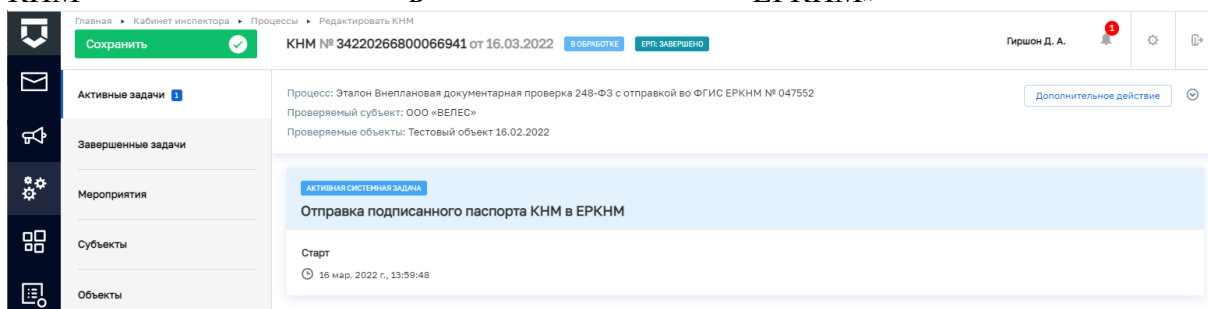 КНМ в ЕРКНМ»
Главная ▸ Кабинет инспектора ▸ Процессы ▸ Редактировать КНМ
Сохранить
КНМ № 34220266800066941 от 16.03.2022 В ОБРАБОТКЕ ЕРП: ЗАВЕРШЕНО
Гиршон Д. А.
1
Активные задачи 1
Завершенные задачи
Мероприятия
Субъекты
Объекты
Процесс: Эталон Внеплановая документарная проверка 248-ФЗ с отправкой во ФГИС ЕРКНМ № 047552
Проверяемый субъект: ООО «ВЕЛЕС»
Проверяемые объекты: Тестовый объект 16.02.2022
Дополнительное действие
АКТИВНАЯ СИСТЕМНАЯ ЗАДАЧА
Отправка подписанного паспорта КНМ в ЕРКНМ
Старт
16 мар. 2022 г., 13:59:48